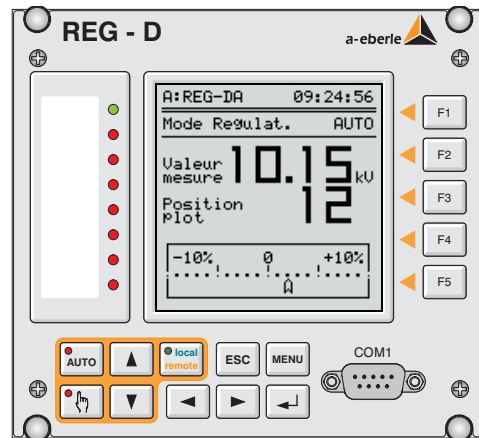 REG - D
a-eberle
A:REG-DA 09:24:56
Mode Regulat. AUTO
Valeur mesure 10.15 kV
Position plot 12
-10% 0 +10%
F1
F2
F3
F4
F5
AUTO
local
remote
ESC
MENU
COM1